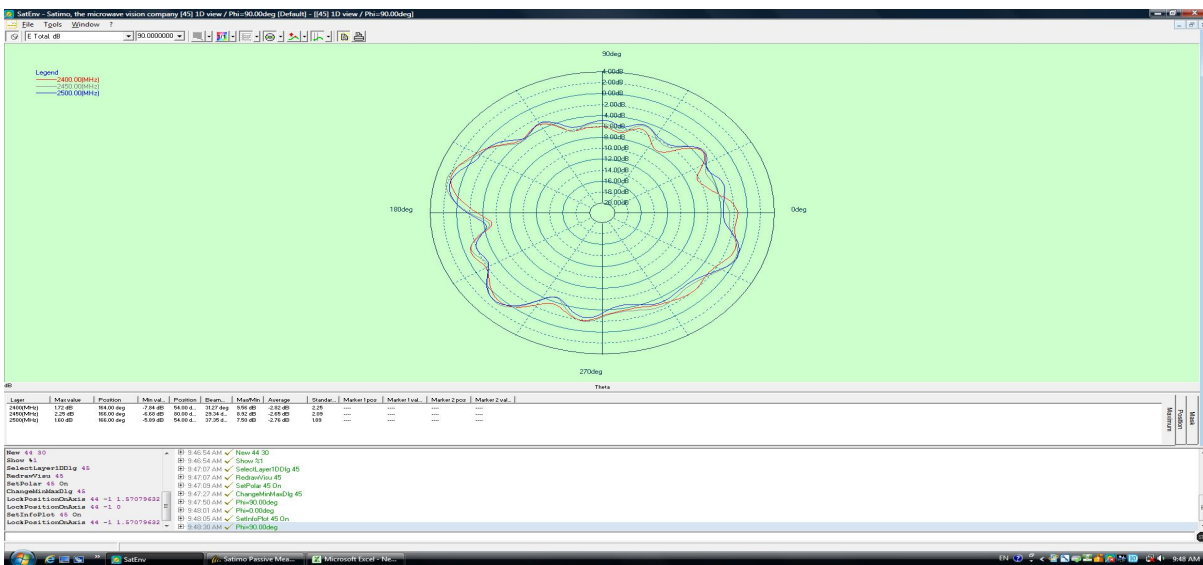 SatEnv - Satimo, the microwave vision company [45] 1D view / Phi=90.00deg [Default] - [[45] 1D view / Phi=90.00deg]
File Tools Window ?
E Total dB 90.0000000
Legend
2400.00(MHz)
2450.00(MHz)
2500.00(MHz)
90deg
4.00dB
2.00dB
0.00dB
-2.00dB
-4.00dB
-6.00dB
-8.00dB
-10.00dB
-12.00dB
-14.00dB
-16.00dB
-18.00dB
-20.00dB
180deg
0deg
270deg
dB Theta
Layer Max value Position Min val... Position Beam... Max/Min Average Standar... Marker 1 pos Marker 1 val... Marker 2 pos Marker 2 val...
2400(MHz) 1.72 dB 164.00 deg -7.84 dB 54.00 d... 31.27 deg 9.56 dB -2.82 dB 2.25 ---- ---- ---- ----
2450(MHz) 2.25 dB 166.00 deg -6.68 dB 60.00 d... 29.34 d... 8.92 dB -2.65 dB 2.09 ---- ---- ---- ----
2500(MHz) 1.60 dB 166.00 deg -5.89 dB 54.00 d... 37.35 d... 7.50 dB -2.76 dB 1.89 ---- ---- ---- ----
Mask
Position
Maximum
New 44 30
Show %1
SelectLayer1DDlg 45
RedrawVisu 45
SetPolar 45 On
ChangeMinMaxDlg 45
LockPositionOnAxis 44 -1 1.57079632
LockPositionOnAxis 44 -1 0
SetInfoPlot 45 On
LockPositionOnAxis 44 -1 1.57079632
9:46:54 AM New 44 30
9:46:54 AM Show %1
9:47:07 AM SelectLayer1DDlg 45
9:47:07 AM RedrawVisu 45
9:47:09 AM SetPolar 45 On
9:47:27 AM ChangeMinMaxDlg 45
9:47:50 AM Phi=90.00deg
9:48:01 AM Phi=0.00deg
9:48:05 AM SetInfoPlot 45 On
9:48:30 AM Phi=90.00deg
SatEnv
Satimo Passive Mea...
Microsoft Excel - Ne...
EN
9:48 AM